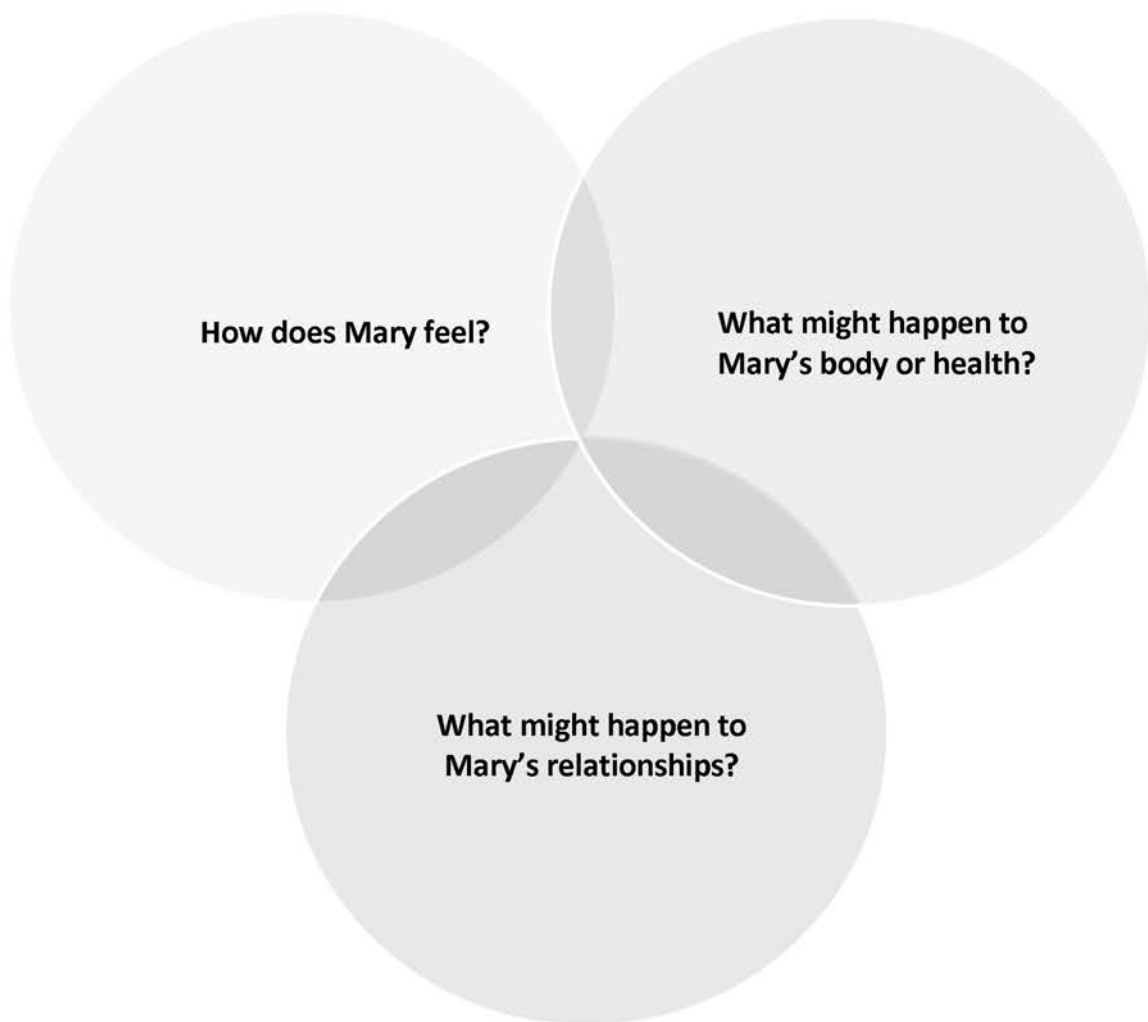 How does Mary feel?
What might happen to
Mary’s body or health?
What might happen to
Mary’s relationships?